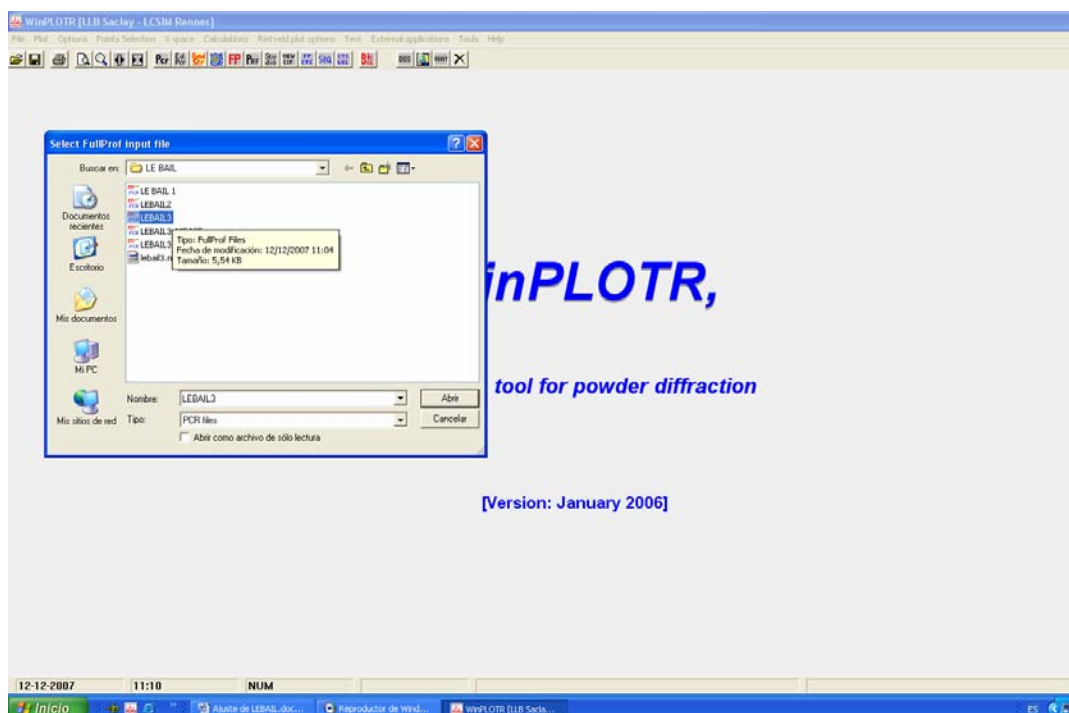 WinPLOTR [LLB Saclay - LCSIM Rennes]
File Plot Options Points Selection X space Calculations Rietveld plot options Text External applications Tools Help
Select FullProf input file
Buscar en: LE BAIL
LE BAIL 1
LEBAIL2
LEBAIL3
LEBAIL3
Tipo: FullProf Files
Fecha de modificación: 12/12/2007 11:04
Tamaño: 5,54 KB
Documentos recientes
Escritorio
Mis documentos
Mi PC
Mis sitios de red
Nombre: LEBAIL3 Abrir
Tipo: PCR files Cancelar
Abrir como archivo de sólo lectura
inPLOTR,
tool for powder diffraction
[Version: January 2006]
12-12-2007 11:10 NUM
Inicio Ajuste de LEBAIL.doc... Reproductor de Wind... WinPLOTR [LLB Sacla... ES